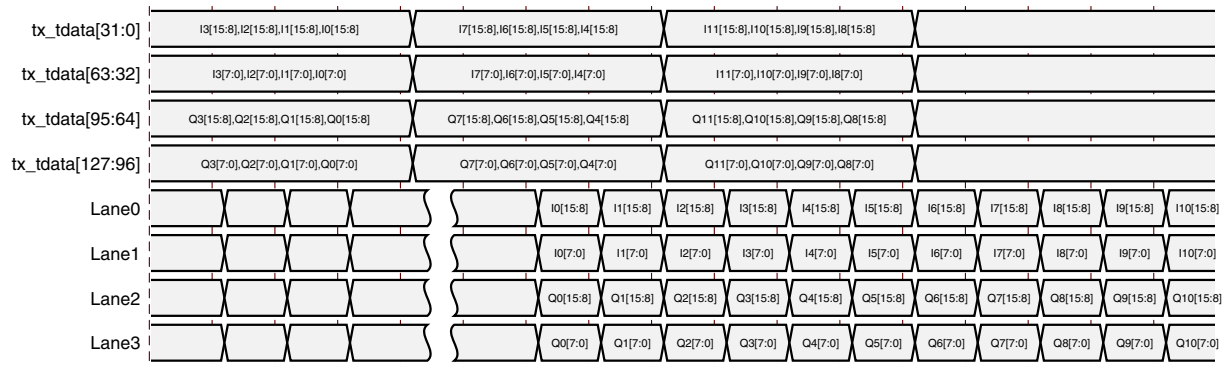 tx_tdata[31:0] I3[15:8],I2[15:8],I1[15:8],I0[15:8] I7[15:8],I6[15:8],I5[15:8],I4[15:8] I11[15:8],I10[15:8],I9[15:8],I8[15:8]
tx_tdata[63:32] I3[7:0],I2[7:0],I1[7:0],I0[7:0] I7[7:0],I6[7:0],I5[7:0],I4[7:0] I11[7:0],I10[7:0],I9[7:0],I8[7:0]
tx_tdata[95:64] Q3[15:8],Q2[15:8],Q1[15:8],Q0[15:8] Q7[15:8],Q6[15:8],Q5[15:8],Q4[15:8] Q11[15:8],Q10[15:8],Q9[15:8],Q8[15:8]
tx_tdata[127:96] Q3[7:0],Q2[7:0],Q1[7:0],Q0[7:0] Q7[7:0],Q6[7:0],Q5[7:0],Q4[7:0] Q11[7:0],Q10[7:0],Q9[7:0],Q8[7:0]
Lane0 I0[15:8] I1[15:8] I2[15:8] I3[15:8] I4[15:8] I5[15:8] I6[15:8] I7[15:8] I8[15:8] I9[15:8] I10[15:8]
Lane1 I0[7:0] I1[7:0] I2[7:0] I3[7:0] I4[7:0] I5[7:0] I6[7:0] I7[7:0] I8[7:0] I9[7:0] I10[7:0]
Lane2 Q0[15:8] Q1[15:8] Q2[15:8] Q3[15:8] Q4[15:8] Q5[15:8] Q6[15:8] Q7[15:8] Q8[15:8] Q9[15:8] Q10[15:8]
Lane3 Q0[7:0] Q1[7:0] Q2[7:0] Q3[7:0] Q4[7:0] Q5[7:0] Q6[7:0] Q7[7:0] Q8[7:0] Q9[7:0] Q10[7:0]